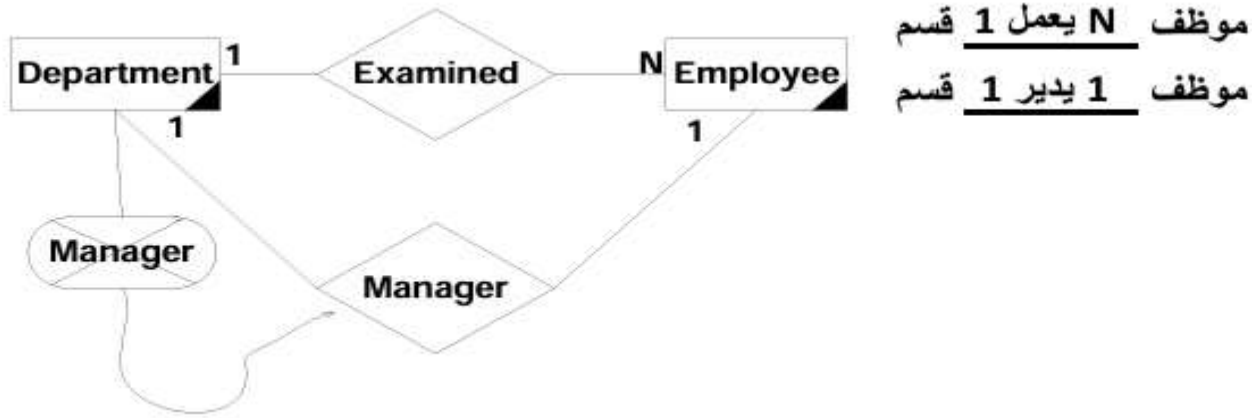 موظف N يعمل 1 قسم
موظف 1 يدير 1 قسم
Department 1 Examined N Employee
1 1
Manager
Manager